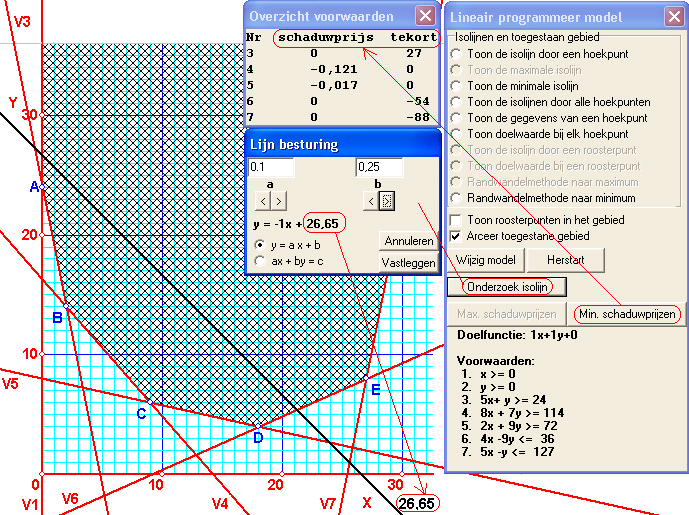 V3
Y
30
A
20
B
10
V5
C
D
E
0
10
20
30
V1
V6
V4
V7
X
26.65
Overzicht voorwaarden
Nr schaduwprijs tekort
3 0 27
4 -0,121 0
5 -0,017 0
6 0 -54
7 0 -88
Lijn besturing
0.1 0,25
a b
< > < >
y = -1x + 26,65
y = a x + b
ax + by = c
Annuleren
Vastleggen
Lineair programmeer model
Isolijnen en toegestaan gebied
Toon de isolijn door een hoekpunt
Toon de maximale isolijn
Toon de minimale isolijn
Toon de isolijnen door alle hoekpunten
Toon de gegevens van een hoekpunt
Toon doelwaarde bij elk hoekpunt
Toon de isolijn door een roosterpunt
Toon doelwaarde bij een roosterpunt
Randwandelmethode naar maximum
Randwandelmethode naar minimum
Toon roosterpunten in het gebied
Arceer toegestane gebied
Wijzig model Herstart
Onderzoek isolijn
Max. schaduwprijzen Min. schaduwprijzen
Doelfunctie: 1x+1y+0
Voorwaarden:
1. x >= 0
2. y >= 0
3. 5x+ y >= 24
4. 8x + 7y >= 114
5. 2x + 9y >= 72
6. 4x -9y <= 36
7. 5x -y <= 127